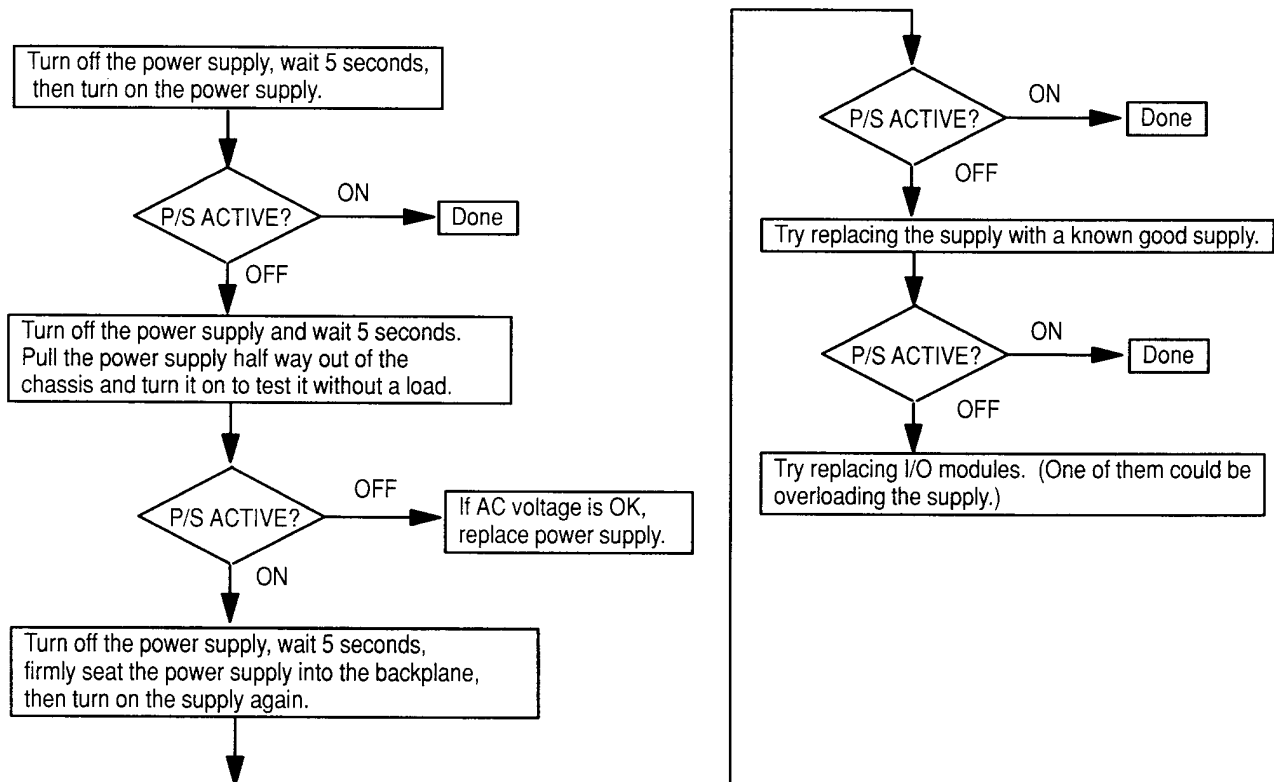 Turn off the power supply, wait 5 seconds,
then turn on the power supply.
P/S ACTIVE?
ON
Done
OFF
Turn off the power supply and wait 5 seconds.
Pull the power supply half way out of the
chassis and turn it on to test it without a load.
P/S ACTIVE?
OFF
If AC voltage is OK,
replace power supply.
ON
Turn off the power supply, wait 5 seconds,
firmly seat the power supply into the backplane,
then turn on the supply again.
P/S ACTIVE?
ON
Done
OFF
Try replacing the supply with a known good supply.
P/S ACTIVE?
ON
Done
OFF
Try replacing I/O modules. (One of them could be
overloading the supply.)